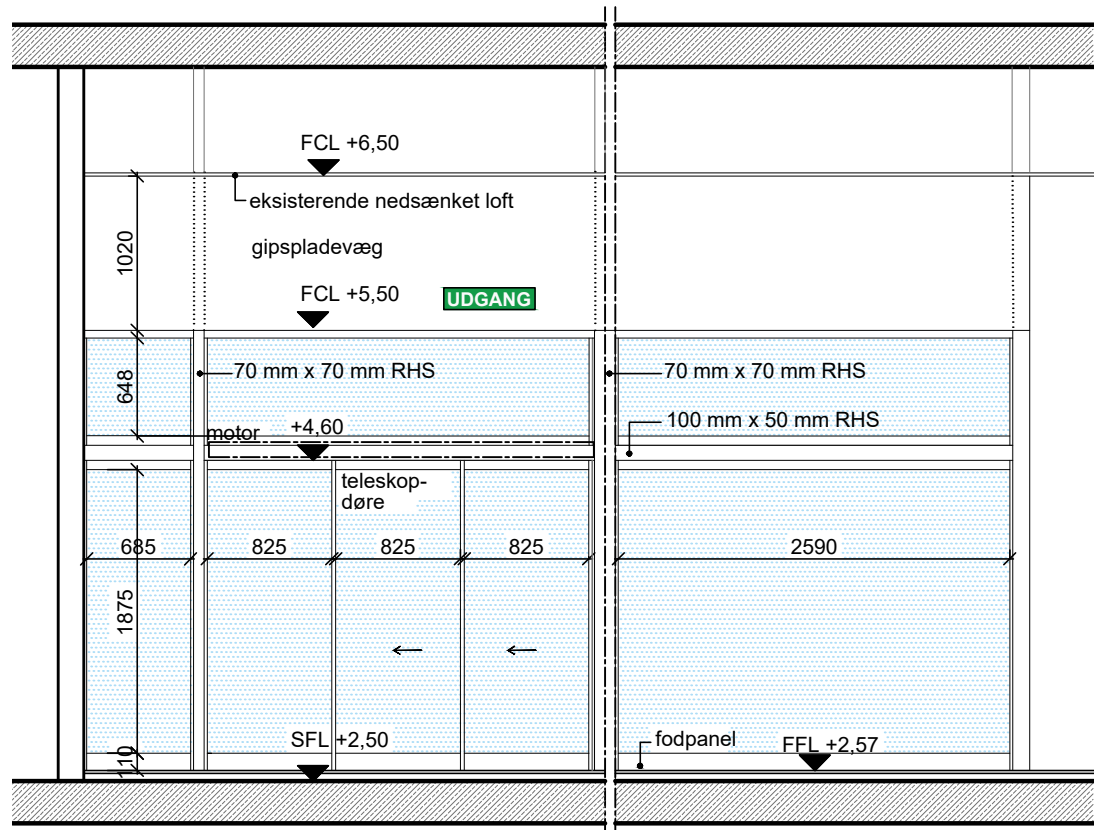 FCL +6,50
eksisterende nedsænket loft
gipspladevæg
1020
FCL +5,50
UDGANG
70 mm x 70 mm RHS
70 mm x 70 mm RHS
648
100 mm x 50 mm RHS
motor
+4,60
teleskop-
døre
685
825
825
825
2590
1875
SFL +2,50
fodpanel
FFL +2,57
110